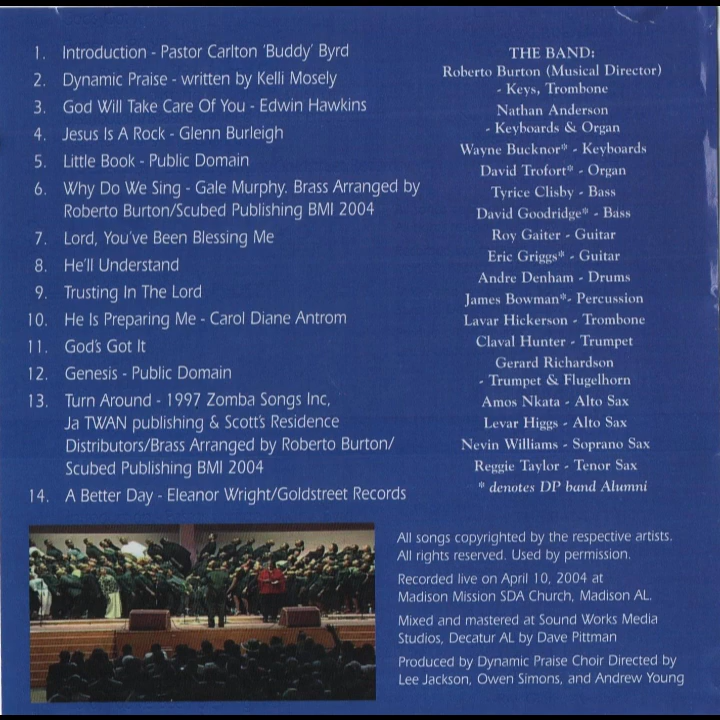 1. Introduction - Pastor Carlton 'Buddy' Byrd
2. Dynamic Praise - written by Kelli Mosely
3. God Will Take Care Of You - Edwin Hawkins
4. Jesus Is A Rock - Glenn Burleigh
5. Little Book - Public Domain
6. Why Do We Sing - Gale Murphy. Brass Arranged by
Roberto Burton/Scubed Publishing BMI 2004
7. Lord, You've Been Blessing Me
8. He'll Understand
9. Trusting In The Lord
10. He Is Preparing Me - Carol Diane Antrom
11. God's Got It
12. Genesis - Public Domain
13. Turn Around - 1997 Zomba Songs Inc,
Ja TWAN publishing & Scott's Residence
Distributors/Brass Arranged by Roberto Burton/
Scubed Publishing BMI 2004
14. A Better Day - Eleanor Wright/Goldstreet Records
THE BAND:
Roberto Burton (Musical Director)
- Keys, Trombone
Nathan Anderson
- Keyboards & Organ
Wayne Bucknor* - Keyboards
David Trofort* - Organ
Tyrice Clisby - Bass
David Goodridge* - Bass
Roy Gaiter - Guitar
Eric Griggs* - Guitar
Andre Denham - Drums
James Bowman*- Percussion
Lavar Hickerson - Trombone
Claval Hunter - Trumpet
Gerard Richardson
- Trumpet & Flugelhorn
Amos Nkata - Alto Sax
Levar Higgs - Alto Sax
Nevin Williams - Soprano Sax
Reggie Taylor - Tenor Sax
* denotes DP band Alumni
All songs copyrighted by the respective artists.
All rights reserved. Used by permission.
Recorded live on April 10, 2004 at
Madison Mission SDA Church, Madison AL.
Mixed and mastered at Sound Works Media
Studios, Decatur AL by Dave Pittman
Produced by Dynamic Praise Choir Directed by
Lee Jackson, Owen Simons, and Andrew Young